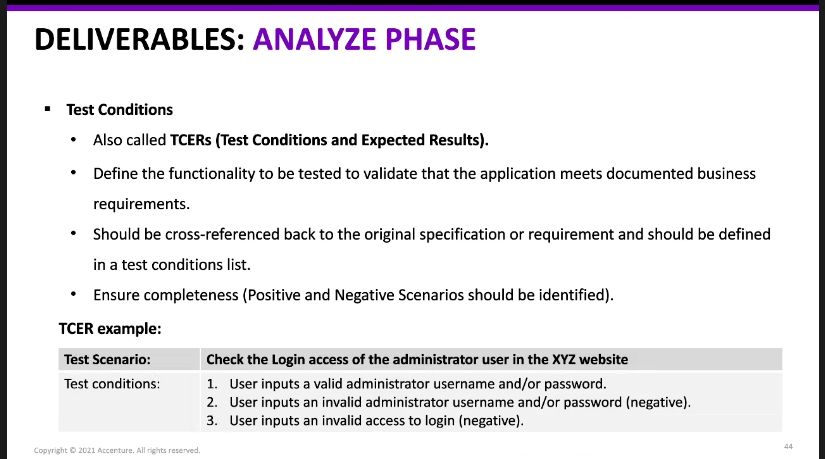 DELIVERABLES: ANALYZE PHASE
▪ Test Conditions
• Also called TCERs (Test Conditions and Expected Results).
• Define the functionality to be tested to validate that the application meets documented business
requirements.
• Should be cross-referenced back to the original specification or requirement and should be defined
in a test conditions list.
• Ensure completeness (Positive and Negative Scenarios should be identified).
TCER example:
Test Scenario: Check the Login access of the administrator user in the XYZ website
Test conditions: 1. User inputs a valid administrator username and/or password.
2. User inputs an invalid administrator username and/or password (negative).
3. User inputs an invalid access to login (negative).
Copyright © 2021 Accenture. All rights reserved.
44